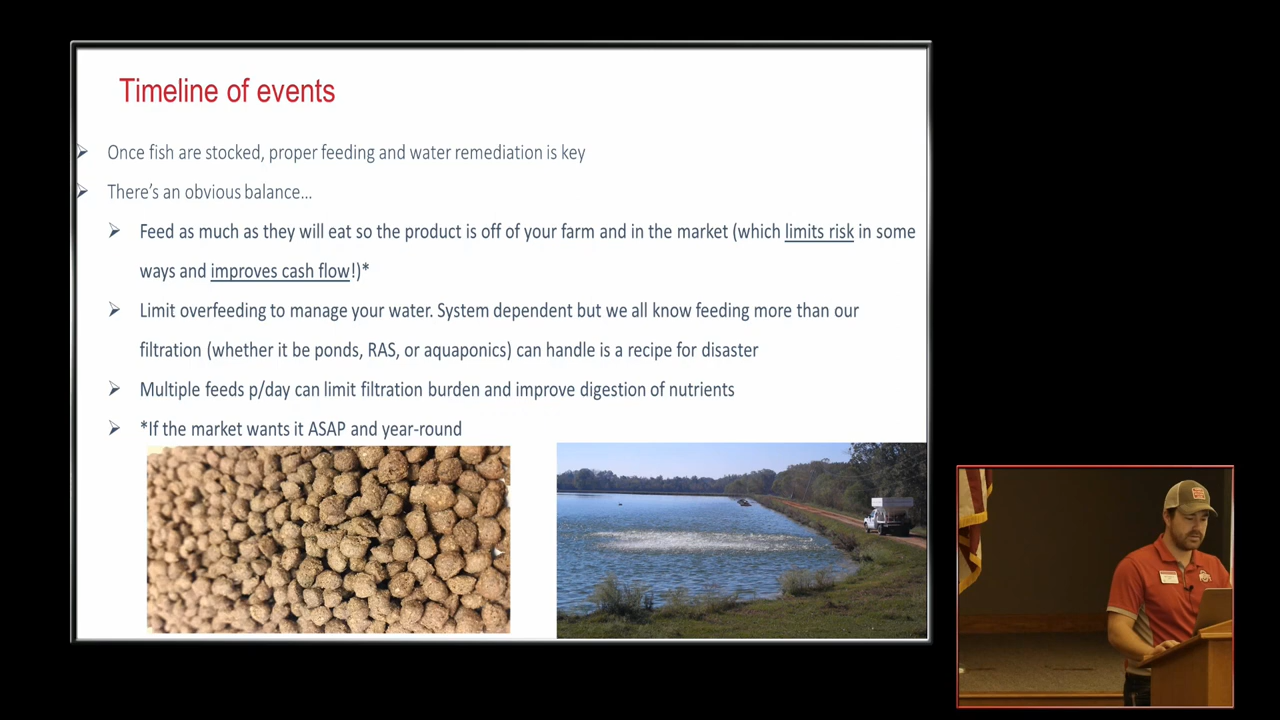 Timeline of events
Once fish are stocked, proper feeding and water remediation is key
There's an obvious balance...
Feed as much as they will eat so the product is off of your farm and in the market (which limits risk in some
ways and improves cash flow!)*
Limit overfeeding to manage your water. System dependent but we all know feeding more than our
filtration (whether it be ponds, RAS, or aquaponics) can handle is a recipe for disaster
Multiple feeds p/day can limit filtration burden and improve digestion of nutrients
*If the market wants it ASAP and year-round